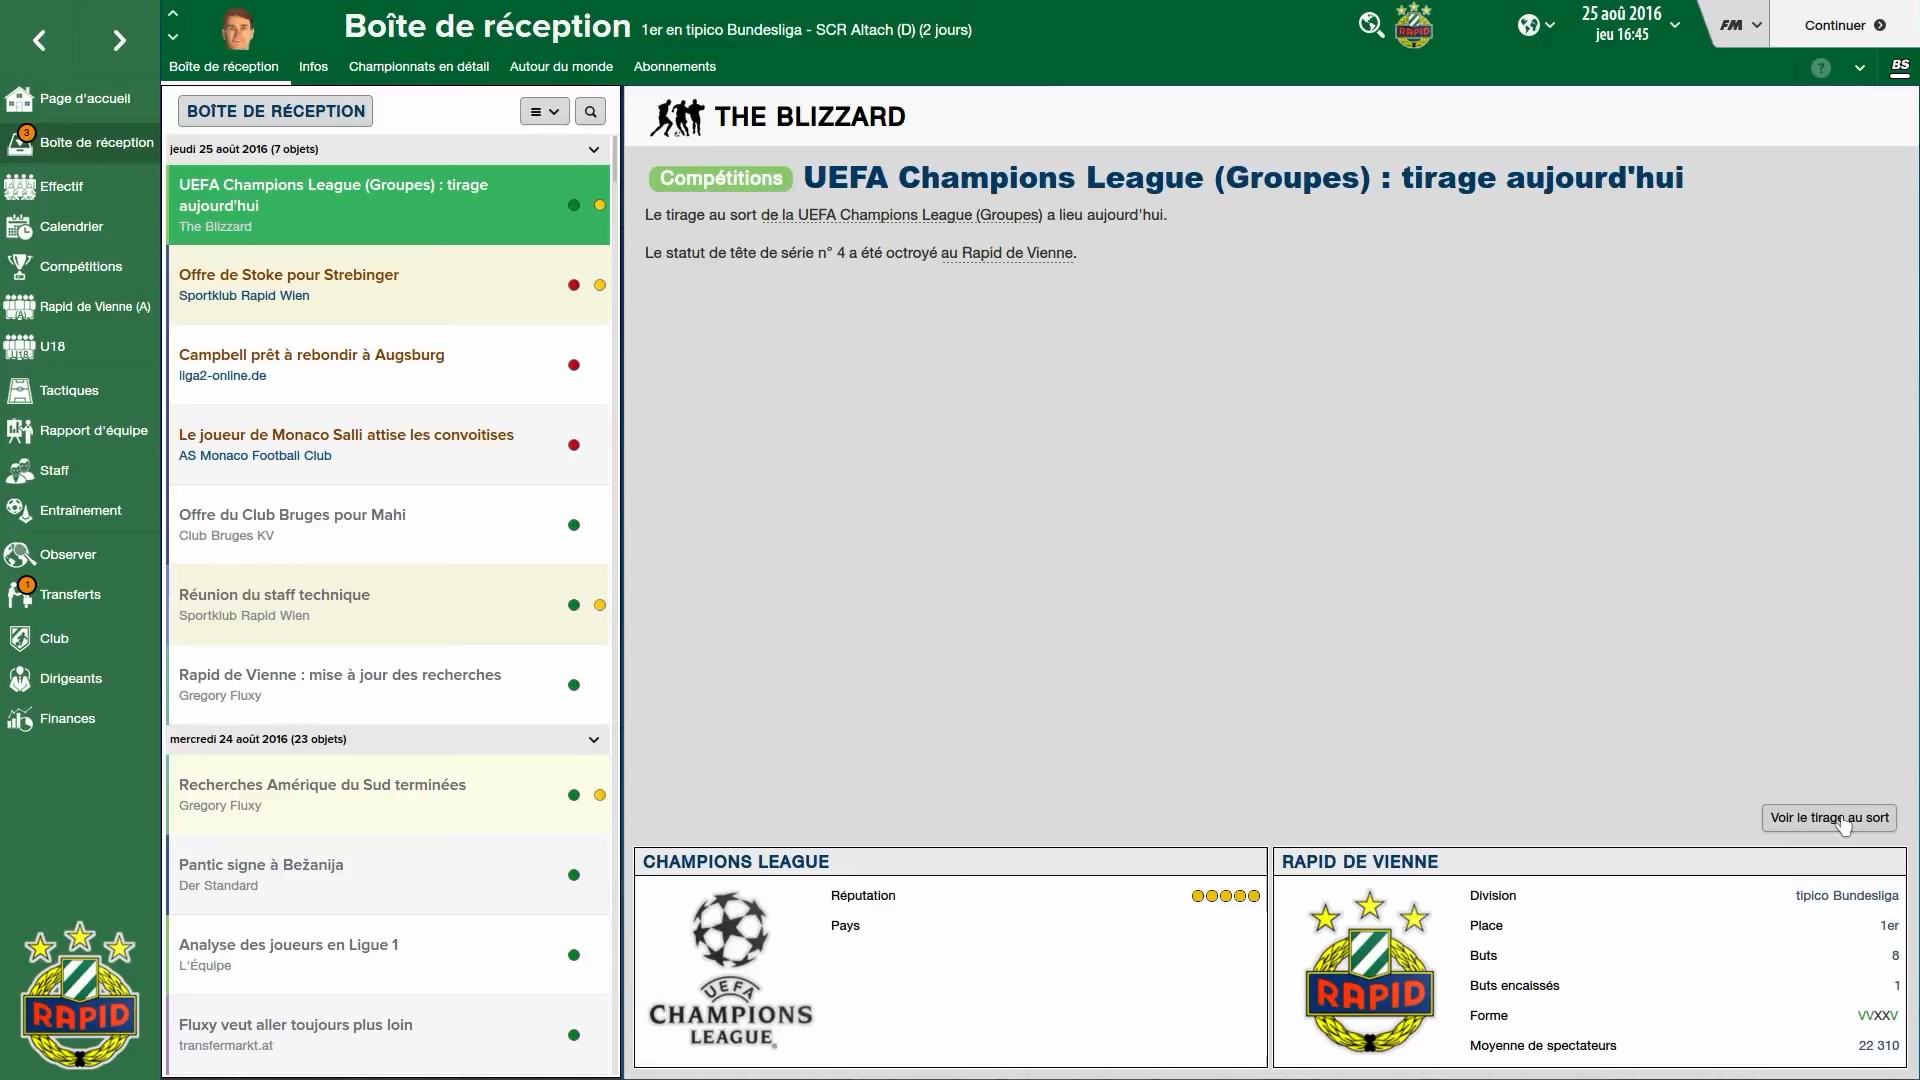 Boîte de réception 1er en tipico Bundesliga - SCR Altach (D) (2 jours)
25 aoû 2016
jeu 16:45
FM
Continuer
Boîte de réception Infos Championnats en détail Autour du monde Abonnements
?
BS
Page d'accueil
3
Boîte de réception
Effectif
Calendrier
Compétitions
(A)
Rapid de Vienne (A)
U18
U18
Tactiques
Rapport d'équipe
Staff
Entraînement
Observer
1
Transferts
Club
Dirigeants
Finances
RAPID
BOÎTE DE RÉCEPTION
jeudi 25 août 2016 (7 objets)
UEFA Champions League (Groupes) : tirage
aujourd'hui
The Blizzard
Offre de Stoke pour Strebinger
Sportklub Rapid Wien
Campbell prêt à rebondir à Augsburg
liga2-online.de
Le joueur de Monaco Salli attise les convoitises
AS Monaco Football Club
Offre du Club Bruges pour Mahi
Club Bruges KV
Réunion du staff technique
Sportklub Rapid Wien
Rapid de Vienne : mise à jour des recherches
Gregory Fluxy
mercredi 24 août 2016 (23 objets)
Recherches Amérique du Sud terminées
Gregory Fluxy
Pantic signe à Bežanija
Der Standard
Analyse des joueurs en Ligue 1
L'Équipe
Fluxy veut aller toujours plus loin
transfermarkt.at
THE BLIZZARD
Compétitions UEFA Champions League (Groupes) : tirage aujourd'hui
Le tirage au sort de la UEFA Champions League (Groupes) a lieu aujourd'hui.
Le statut de tête de série n° 4 a été octroyé au Rapid de Vienne.
Voir le tirage au sort
CHAMPIONS LEAGUE
Réputation
Pays
UEFA
CHAMPIONS
LEAGUE
RAPID DE VIENNE
RAPID
Division tipico Bundesliga
Place 1er
Buts 8
Buts encaissés 1
Forme VVXXV
Moyenne de spectateurs 22 310
RAPID